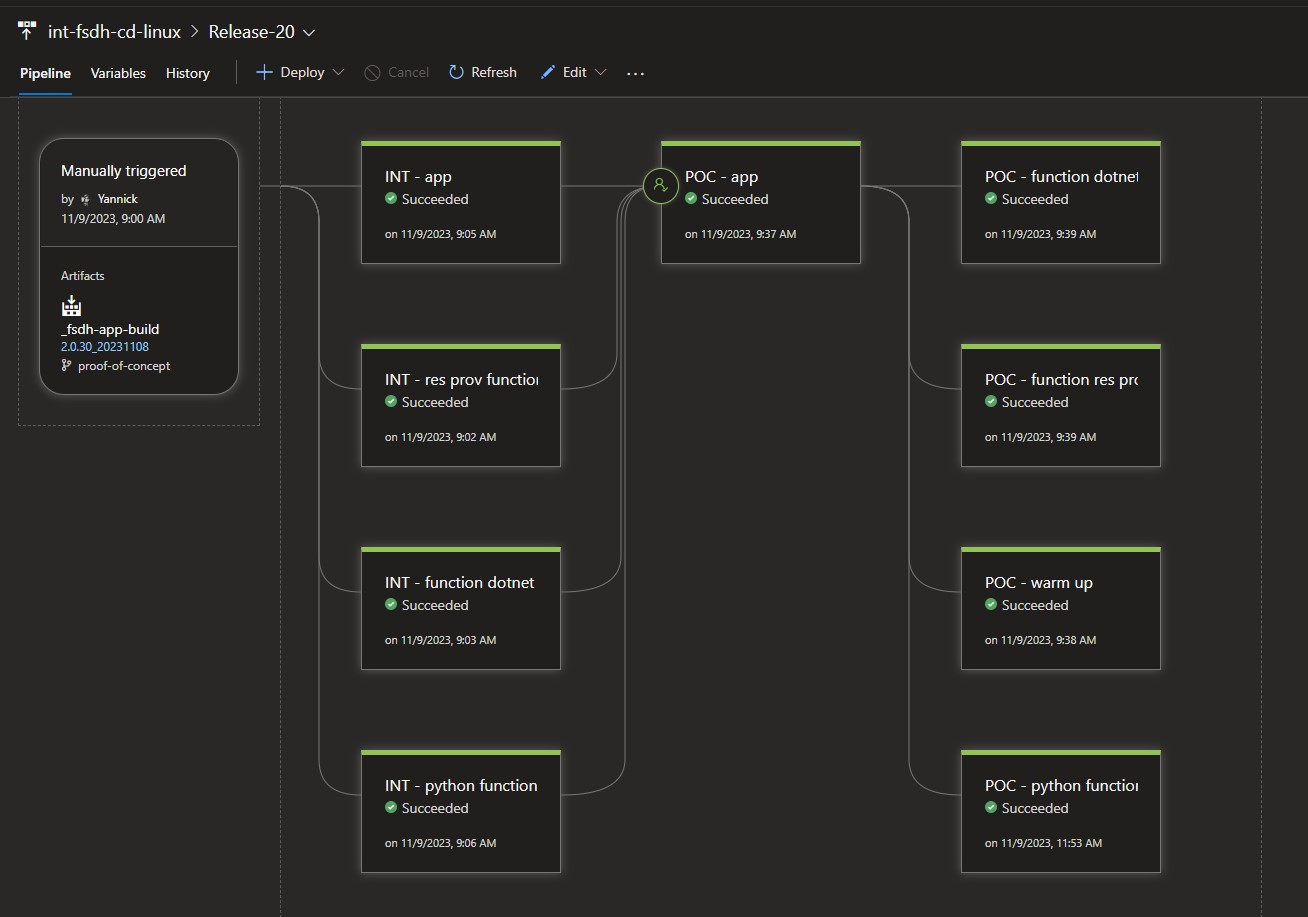 int-fsdh-cd-linux > Release-20
Pipeline Variables History Deploy Cancel Refresh Edit ...
Manually triggered
by Yannick
11/9/2023, 9:00 AM
Artifacts
_fsdh-app-build
2.0.30_20231108
proof-of-concept
INT - app
Succeeded
on 11/9/2023, 9:05 AM
INT - res prov function
Succeeded
on 11/9/2023, 9:02 AM
INT - function dotnet
Succeeded
on 11/9/2023, 9:03 AM
INT - python function
Succeeded
on 11/9/2023, 9:06 AM
POC - app
Succeeded
on 11/9/2023, 9:37 AM
POC - function dotnet
Succeeded
on 11/9/2023, 9:39 AM
POC - function res pro
Succeeded
on 11/9/2023, 9:39 AM
POC - warm up
Succeeded
on 11/9/2023, 9:38 AM
POC - python function
Succeeded
on 11/9/2023, 11:53 AM